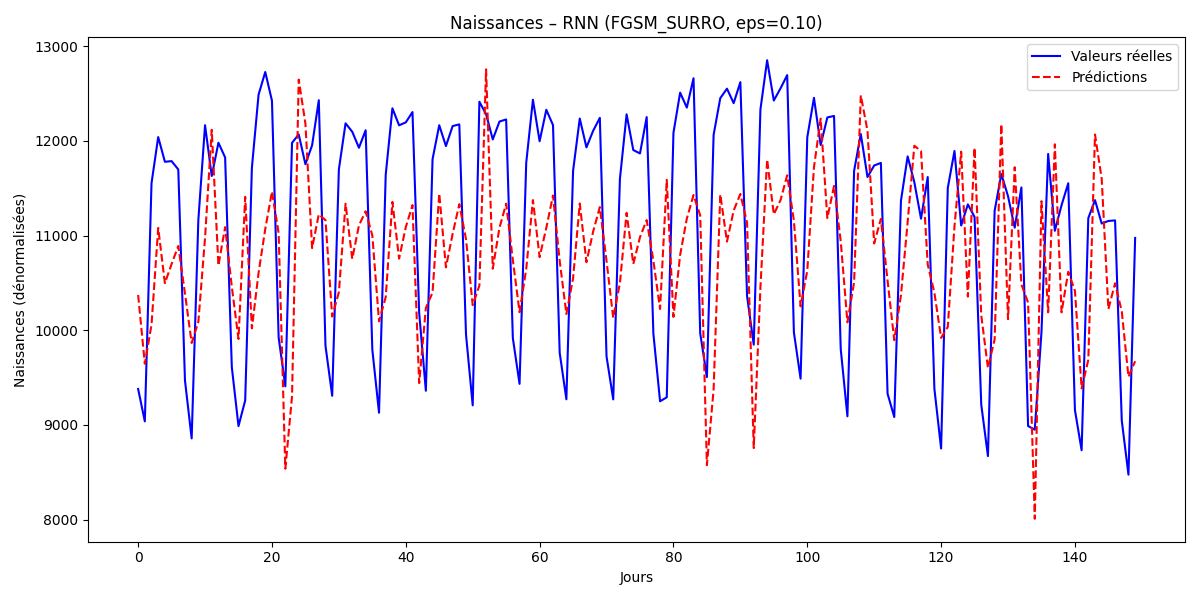 Naissances – RNN (FGSM_SURRO, eps=0.10)
Valeurs réelles
Prédictions
Naissances (dénormalisées)
13000
12000
11000
10000
9000
8000
0 20 40 60 80 100 120 140
Jours